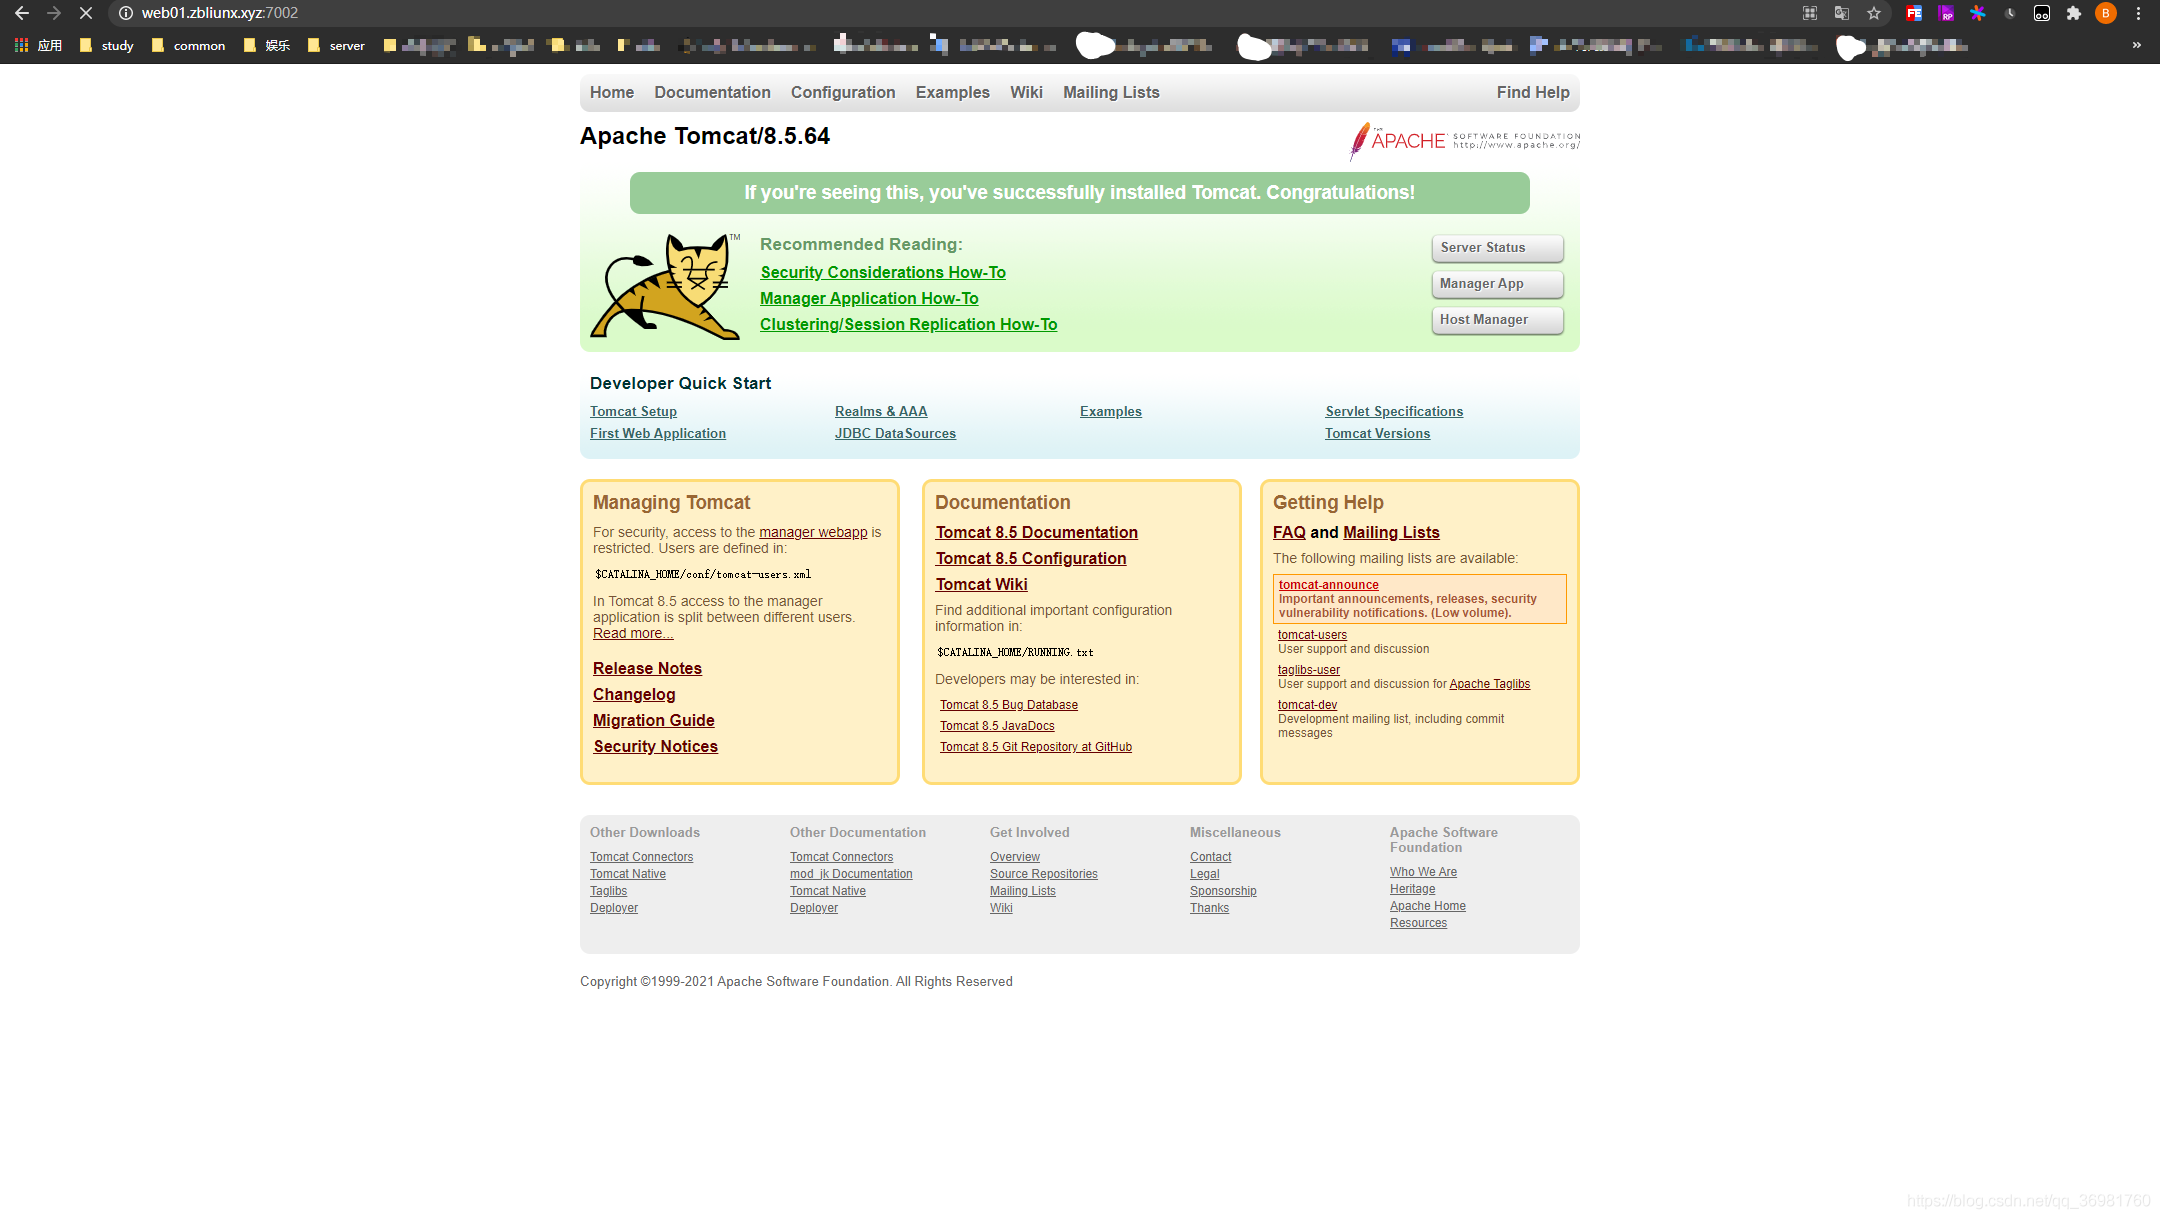 web01.zbliunx.xyz:7002
应用 study common 娱乐 server
Home Documentation Configuration Examples Wiki Mailing Lists Find Help
Apache Tomcat/8.5.64
THE APACHE SOFTWARE FOUNDATION
http://www.apache.org/
If you're seeing this, you've successfully installed Tomcat. Congratulations!
TM
Recommended Reading:
Security Considerations How-To
Manager Application How-To
Clustering/Session Replication How-To
Server Status
Manager App
Host Manager
Developer Quick Start
Tomcat Setup
First Web Application
Realms & AAA
JDBC DataSources
Examples
Servlet Specifications
Tomcat Versions
Managing Tomcat
For security, access to the manager webapp is
restricted. Users are defined in:
$CATALINA_HOME/conf/tomcat-users.xml
In Tomcat 8.5 access to the manager
application is split between different users.
Read more...
Release Notes
Changelog
Migration Guide
Security Notices
Documentation
Tomcat 8.5 Documentation
Tomcat 8.5 Configuration
Tomcat Wiki
Find additional important configuration
information in:
$CATALINA_HOME/RUNNING.txt
Developers may be interested in:
Tomcat 8.5 Bug Database
Tomcat 8.5 JavaDocs
Tomcat 8.5 Git Repository at GitHub
Getting Help
FAQ and Mailing Lists
The following mailing lists are available:
tomcat-announce
Important announcements, releases, security
vulnerability notifications. (Low volume).
tomcat-users
User support and discussion
taglibs-user
User support and discussion for Apache Taglibs
tomcat-dev
Development mailing list, including commit
messages
Other Downloads
Tomcat Connectors
Tomcat Native
Taglibs
Deployer
Other Documentation
Tomcat Connectors
mod_jk Documentation
Tomcat Native
Deployer
Get Involved
Overview
Source Repositories
Mailing Lists
Wiki
Miscellaneous
Contact
Legal
Sponsorship
Thanks
Apache Software
Foundation
Who We Are
Heritage
Apache Home
Resources
Copyright ©1999-2021 Apache Software Foundation. All Rights Reserved
https://blog.csdn.net/qq_36981760